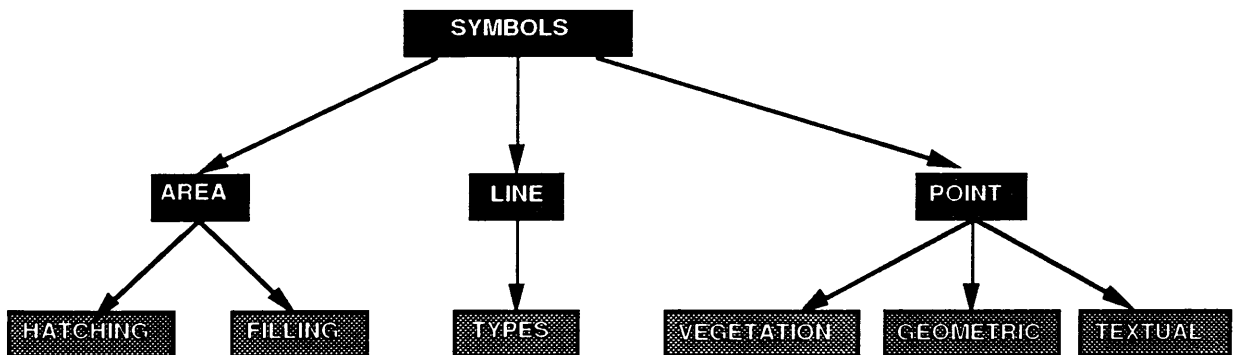 SYMBOLS
AREA LINE POINT
HATCHING FILLING TYPES VEGETATION GEOMETRIC TEXTUAL